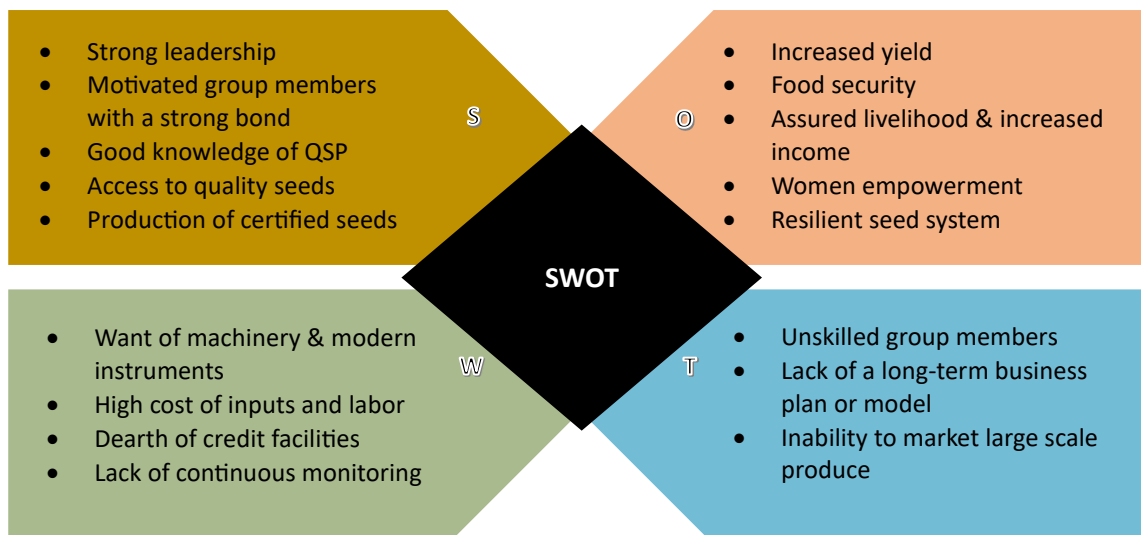 • Strong leadership
• Motivated group members
with a strong bond
• Good knowledge of QSP
• Access to quality seeds
• Production of certified seeds
S
• Increased yield
• Food security
• Assured livelihood & increased
income
• Women empowerment
• Resilient seed system
O
SWOT
• Want of machinery & modern
instruments
• High cost of inputs and labor
• Dearth of credit facilities
• Lack of continuous monitoring
W
• Unskilled group members
• Lack of a long-term business
plan or model
• Inability to market large scale
produce
T